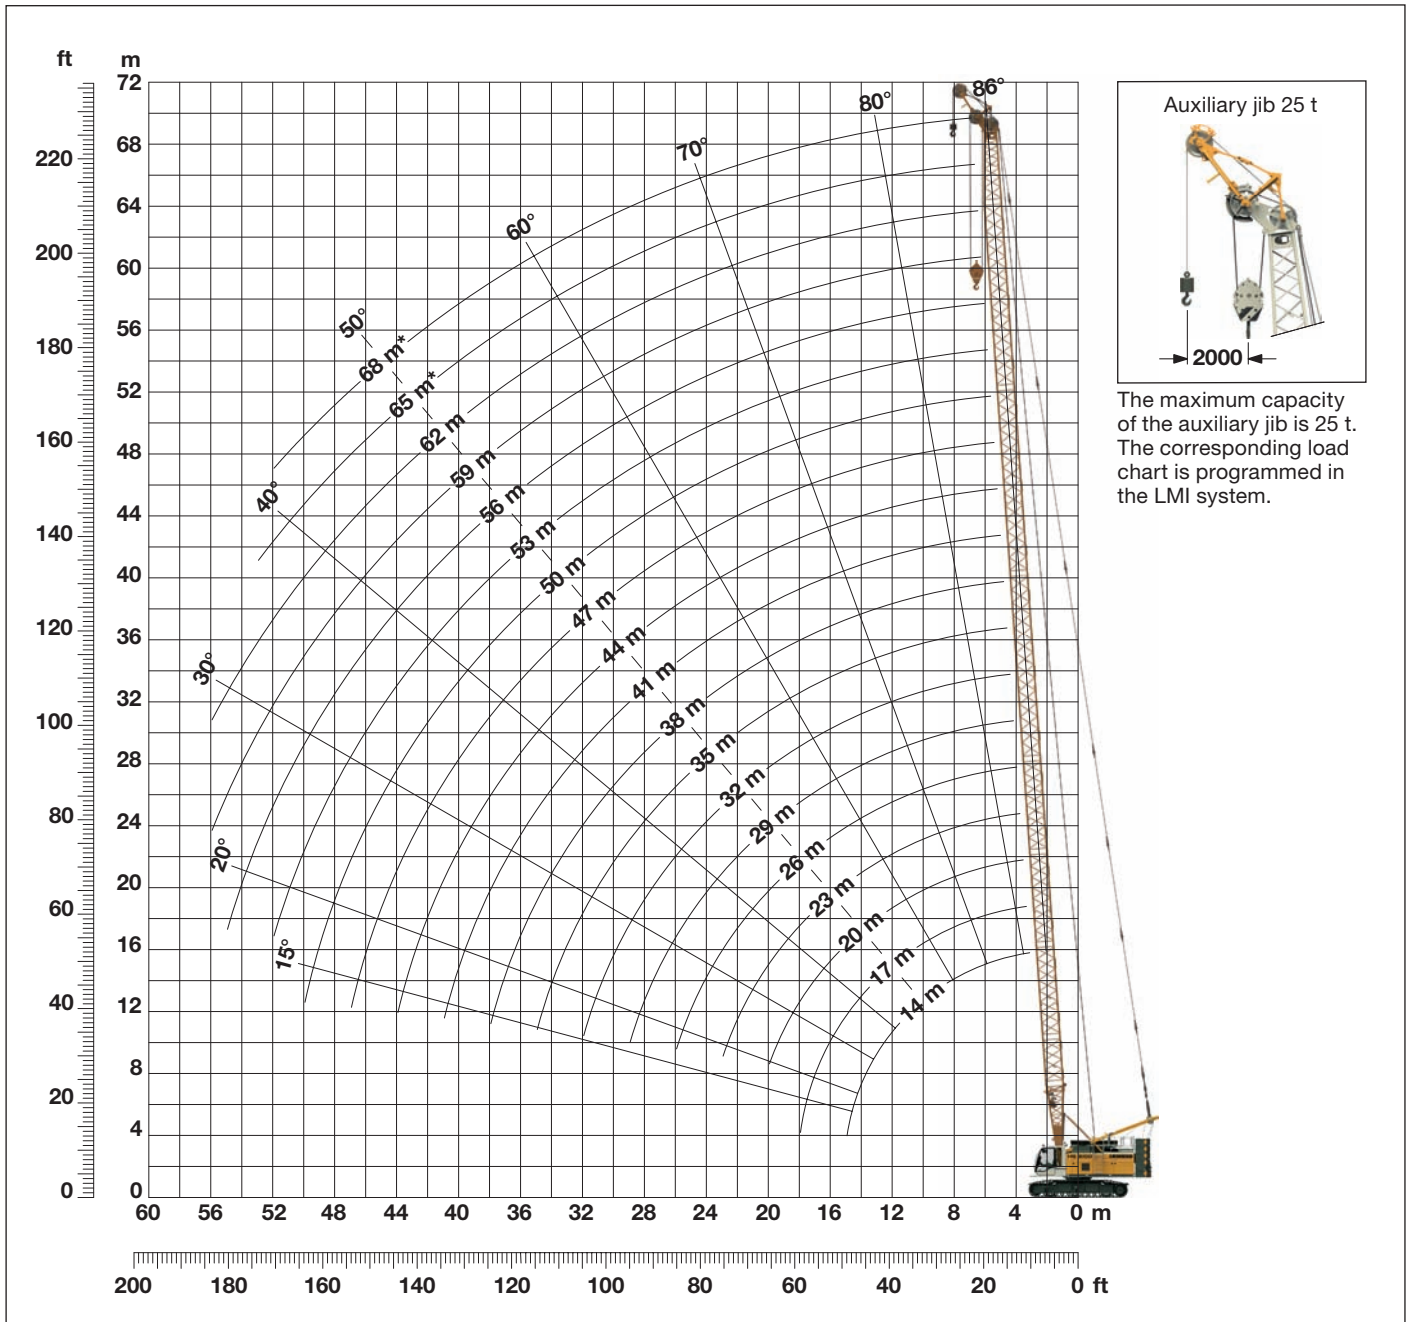 ft
m
72
68
64
60
56
52
48
44
40
36
32
28
24
20
16
12
8
4
0
220
200
180
160
140
120
100
80
60
40
20
0
86°
80°
70°
60°
50°
40°
30°
20°
15°
68 m*
65 m*
62 m
59 m
56 m
53 m
50 m
47 m
44 m
41 m
38 m
35 m
32 m
29 m
26 m
23 m
20 m
17 m
14 m
60 56 52 48 44 40 36 32 28 24 20 16 12 8 4 0 m
200 180 160 140 120 100 80 60 40 20 0 ft
Auxiliary jib 25 t
2000
The maximum capacity
of the auxiliary jib is 25 t.
The corresponding load
chart is programmed in
the LMI system.